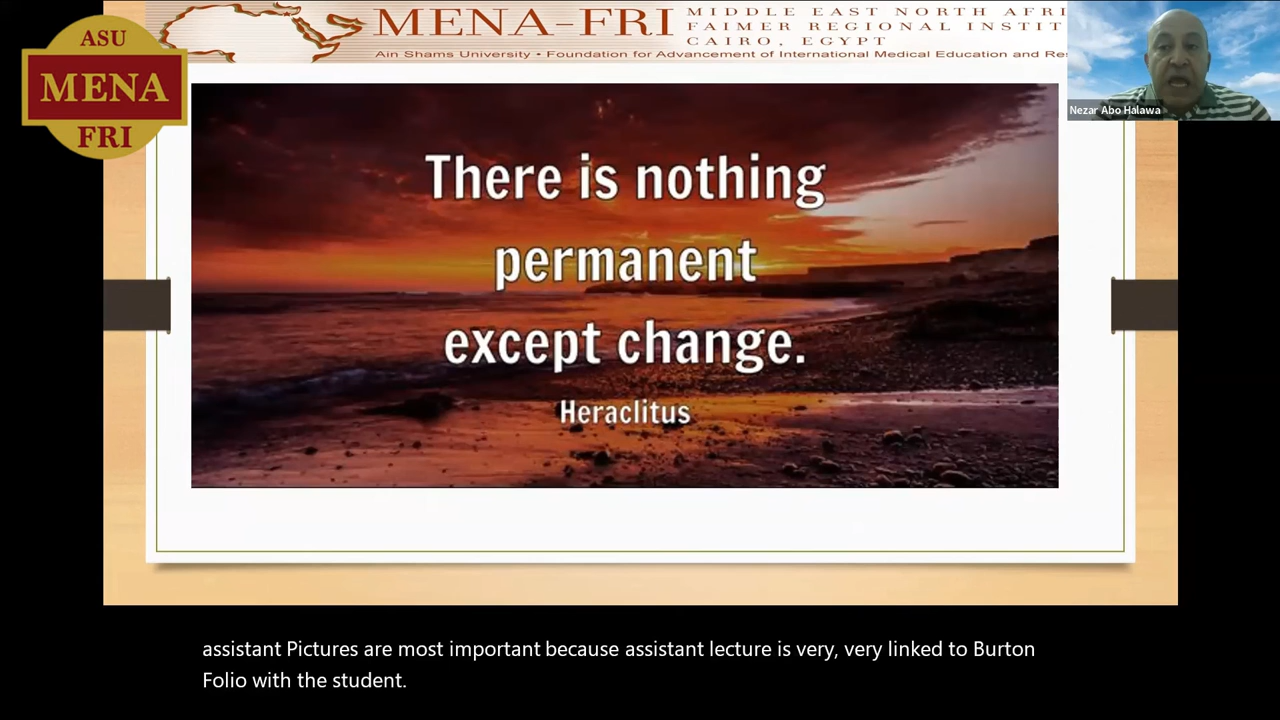 ASU
MENA
FRI
MENA-FRI
MIDDLE EAST NORTH AFRI
FAIMER REGIONAL INSTIT
CAIRO, EGYPT
Ain Shams University • Foundation for Advancement of International Medical Education and Res
Nezar Abo Halawa
There is nothing
permanent
except change.
Heraclitus
assistant Pictures are most important because assistant lecture is very, very linked to Burton
Folio with the student.